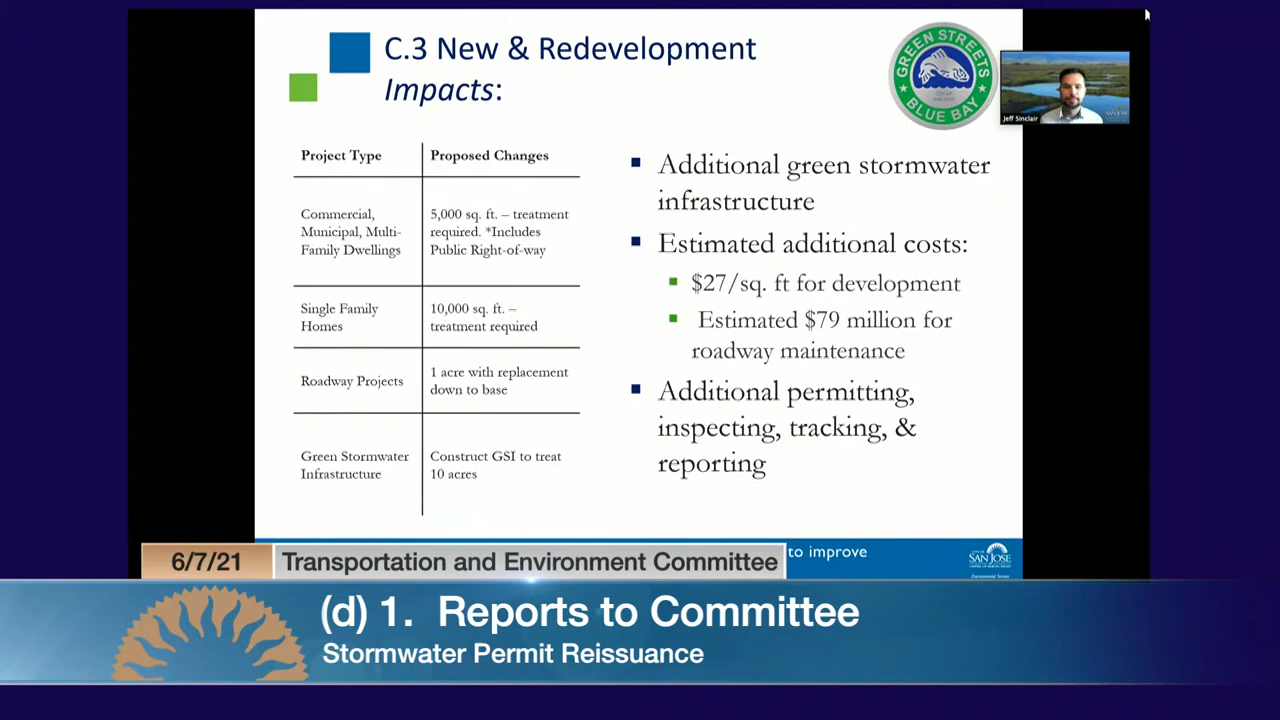 C.3 New & Redevelopment
Impacts:
GREEN STREETS
BLUE BAY
Jeff Sinclair
Project Type
Proposed Changes
Commercial,
Municipal, Multi-
Family Dwellings
5,000 sq. ft. – treatment
required. *Includes
Public Right-of-way
Single Family
Homes
10,000 sq. ft. –
treatment required
Roadway Projects
1 acre with replacement
down to base
Green Stormwater
Infrastructure
Construct GSI to treat
10 acres
Additional green stormwater
infrastructure
Estimated additional costs:
$27/sq. ft for development
Estimated $79 million for
roadway maintenance
Additional permitting,
inspecting, tracking, &
reporting
to improve
SAN JOSE
6/7/21
Transportation and Environment Committee
(d) 1. Reports to Committee
Stormwater Permit Reissuance